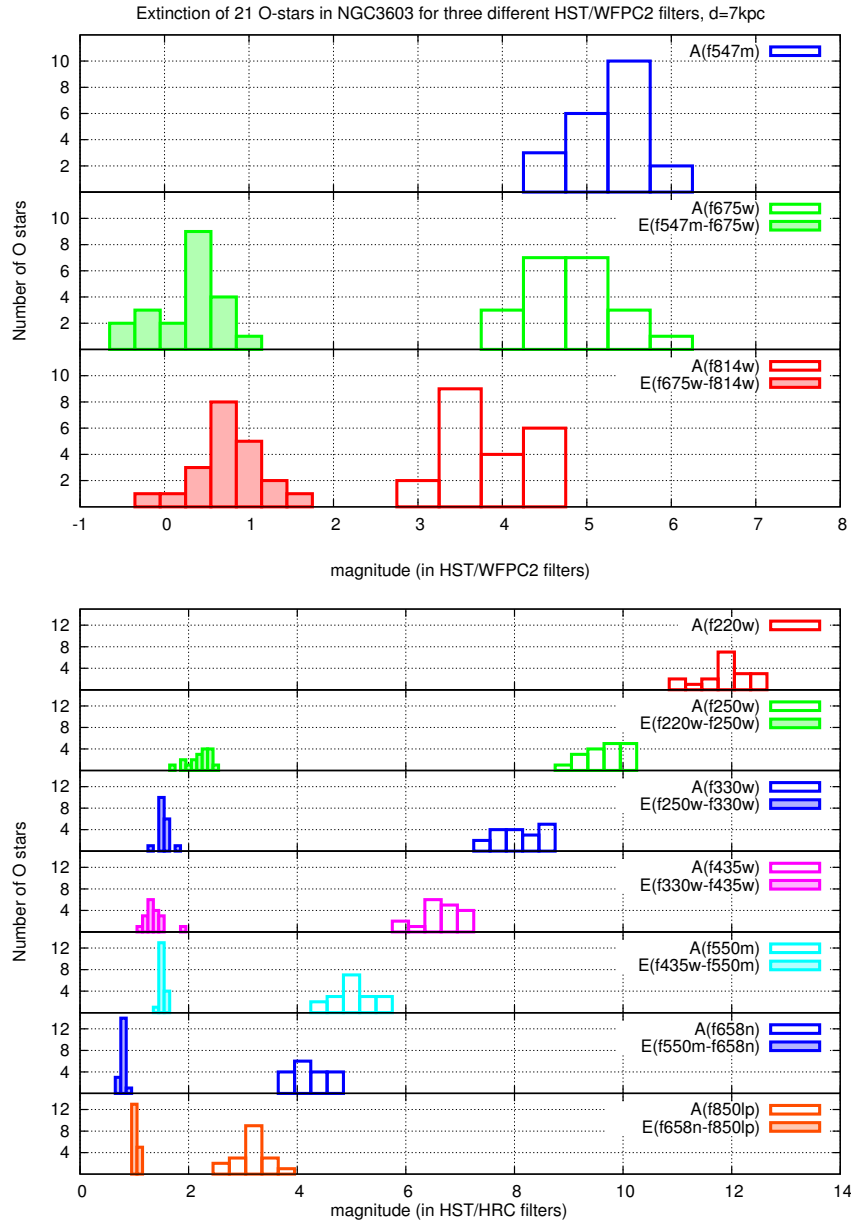 Extinction of 21 O-stars in NGC3603 for three different HST/WFPC2 filters, d=7kpc
A(f547m)
10
8
6
4
2
A(f675w)
E(f547m-f675w)
10
8
6
4
2
A(f814w)
E(f675w-f814w)
10
8
6
4
2
Number of O stars
-1 0 1 2 3 4 5 6 7 8
magnitude (in HST/WFPC2 filters)
A(f220w)
12
8
4
A(f250w)
E(f220w-f250w)
12
8
4
A(f330w)
E(f250w-f330w)
12
8
4
A(f435w)
E(f330w-f435w)
12
8
4
A(f550m)
E(f435w-f550m)
12
8
4
A(f658n)
E(f550m-f658n)
12
8
4
A(f850lp)
E(f658n-f850lp)
12
8
4
Number of O stars
0 2 4 6 8 10 12 14
magnitude (in HST/HRC filters)